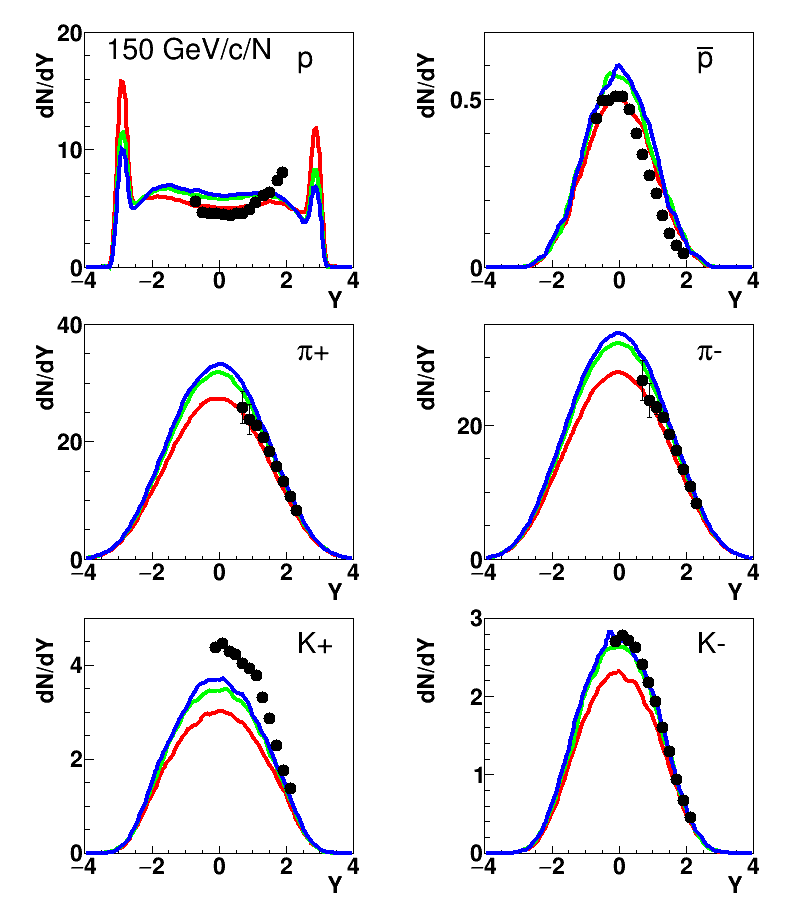 150 GeV/c/N
p
dN/dY
20
10
0
−4 −2 0 2 4
Y
p̅
dN/dY
0.5
0
−4 −2 0 2 4
Y
π+
dN/dY
40
20
0
−4 −2 0 2 4
Y
π-
dN/dY
20
0
−4 −2 0 2 4
Y
K+
dN/dY
4
2
0
−4 −2 0 2 4
Y
K-
dN/dY
3
2
1
0
−4 −2 0 2 4
Y